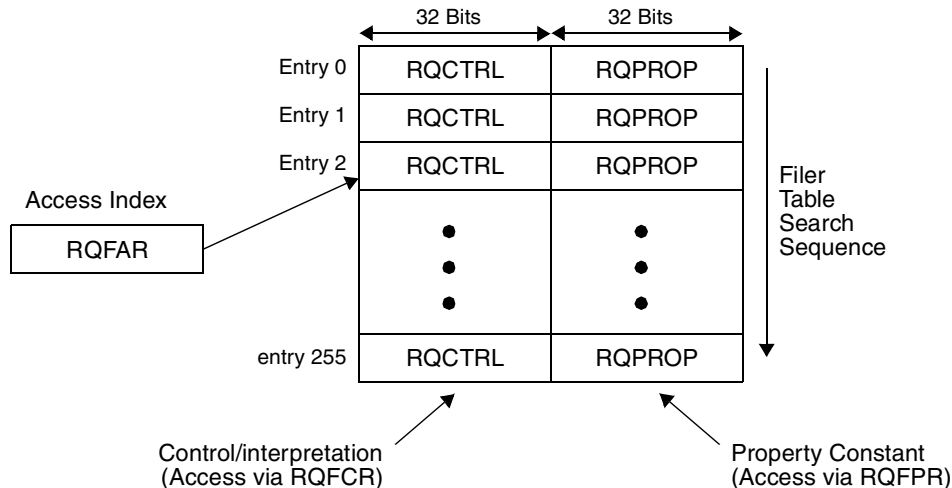 32 Bits 32 Bits
Entry 0 RQCTRL RQPROP
Entry 1 RQCTRL RQPROP
Entry 2 RQCTRL RQPROP
Access Index
RQFAR
Filer
Table
Search
Sequence
entry 255 RQCTRL RQPROP
Control/interpretation
(Access via RQFCR)
Property Constant
(Access via RQFPR)